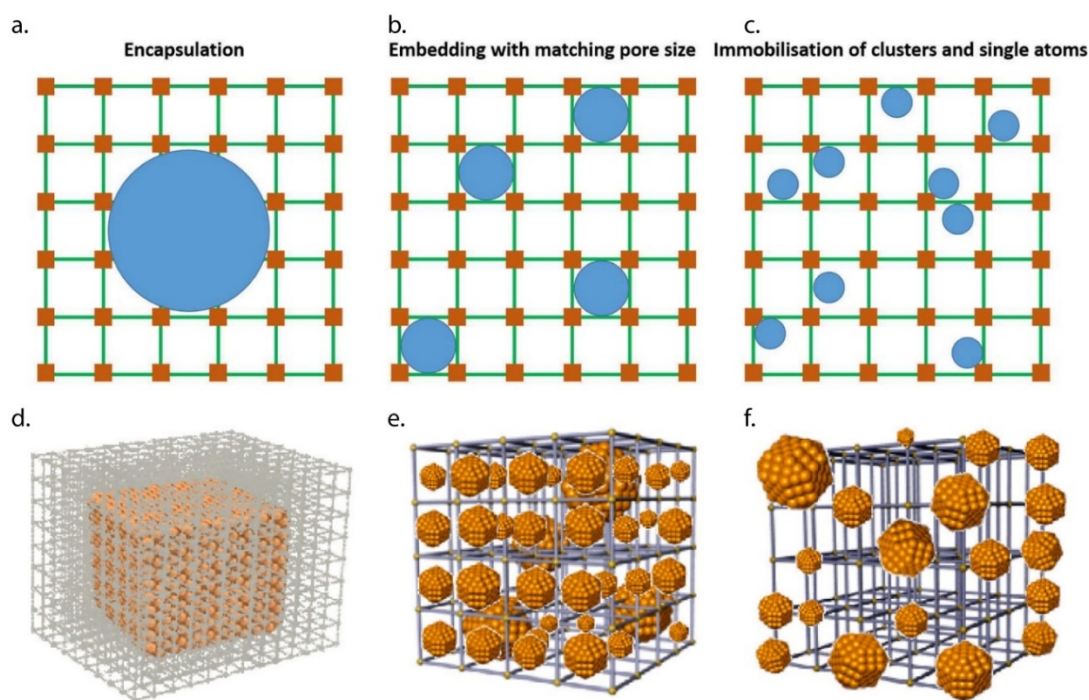 a.
Encapsulation
b.
Embedding with matching pore size
c.
Immobilisation of clusters and single atoms
d.
e.
f.